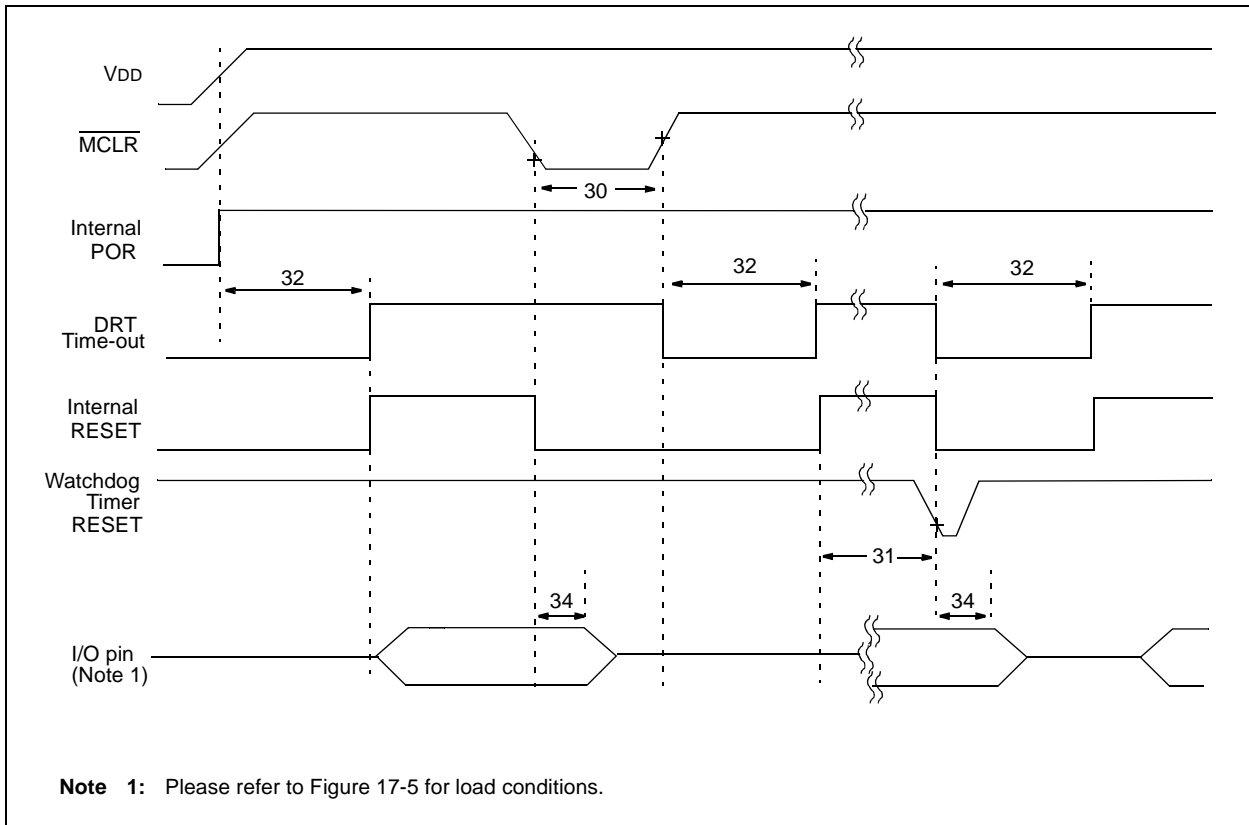 VDD
MCLR
30
Internal
POR
32
32
32
DRT
Time-out
Internal
RESET
Watchdog
Timer
RESET
31
34
34
I/O pin
(Note 1)
Note 1: Please refer to Figure 17-5 for load conditions.